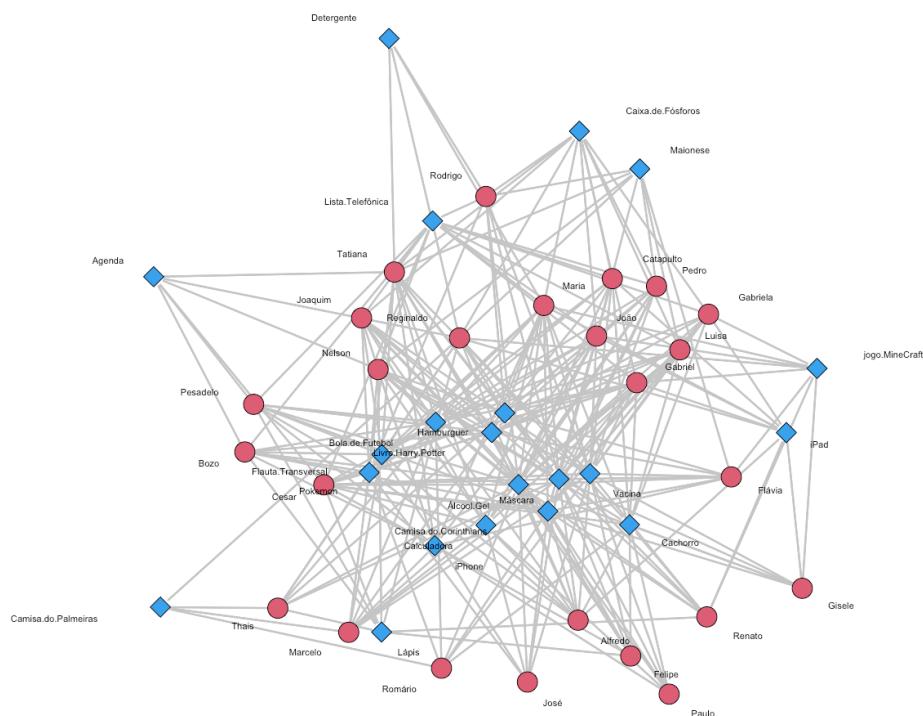 Detergente
Caixa.de.Fósforos
Maionese
Rodrigo
Lista.Telefônica
Tatiana
Catapulto
Pedro
Agenda
Maria
Gabriela
Joaquim
Reginaldo
João
Luisa
Nelson
Gabriel
jogo.MineCraft
Pesadelo
Hamburguer
Bola.de.Futebol
iPad
Livro.Harry.Potter
Bozo
Flauta.Transversal
Flávia
Pokemon
Cesar
Máscara
Vacina
Álcool.Gel
Camisa.do.Corinthians
Cachorro
Calculadora
iPhone
Camisa.do.Palmeiras
Gisele
Thais
Renato
Alfredo
Marcelo
Lápis
Felipe
Romário
José
Paulo